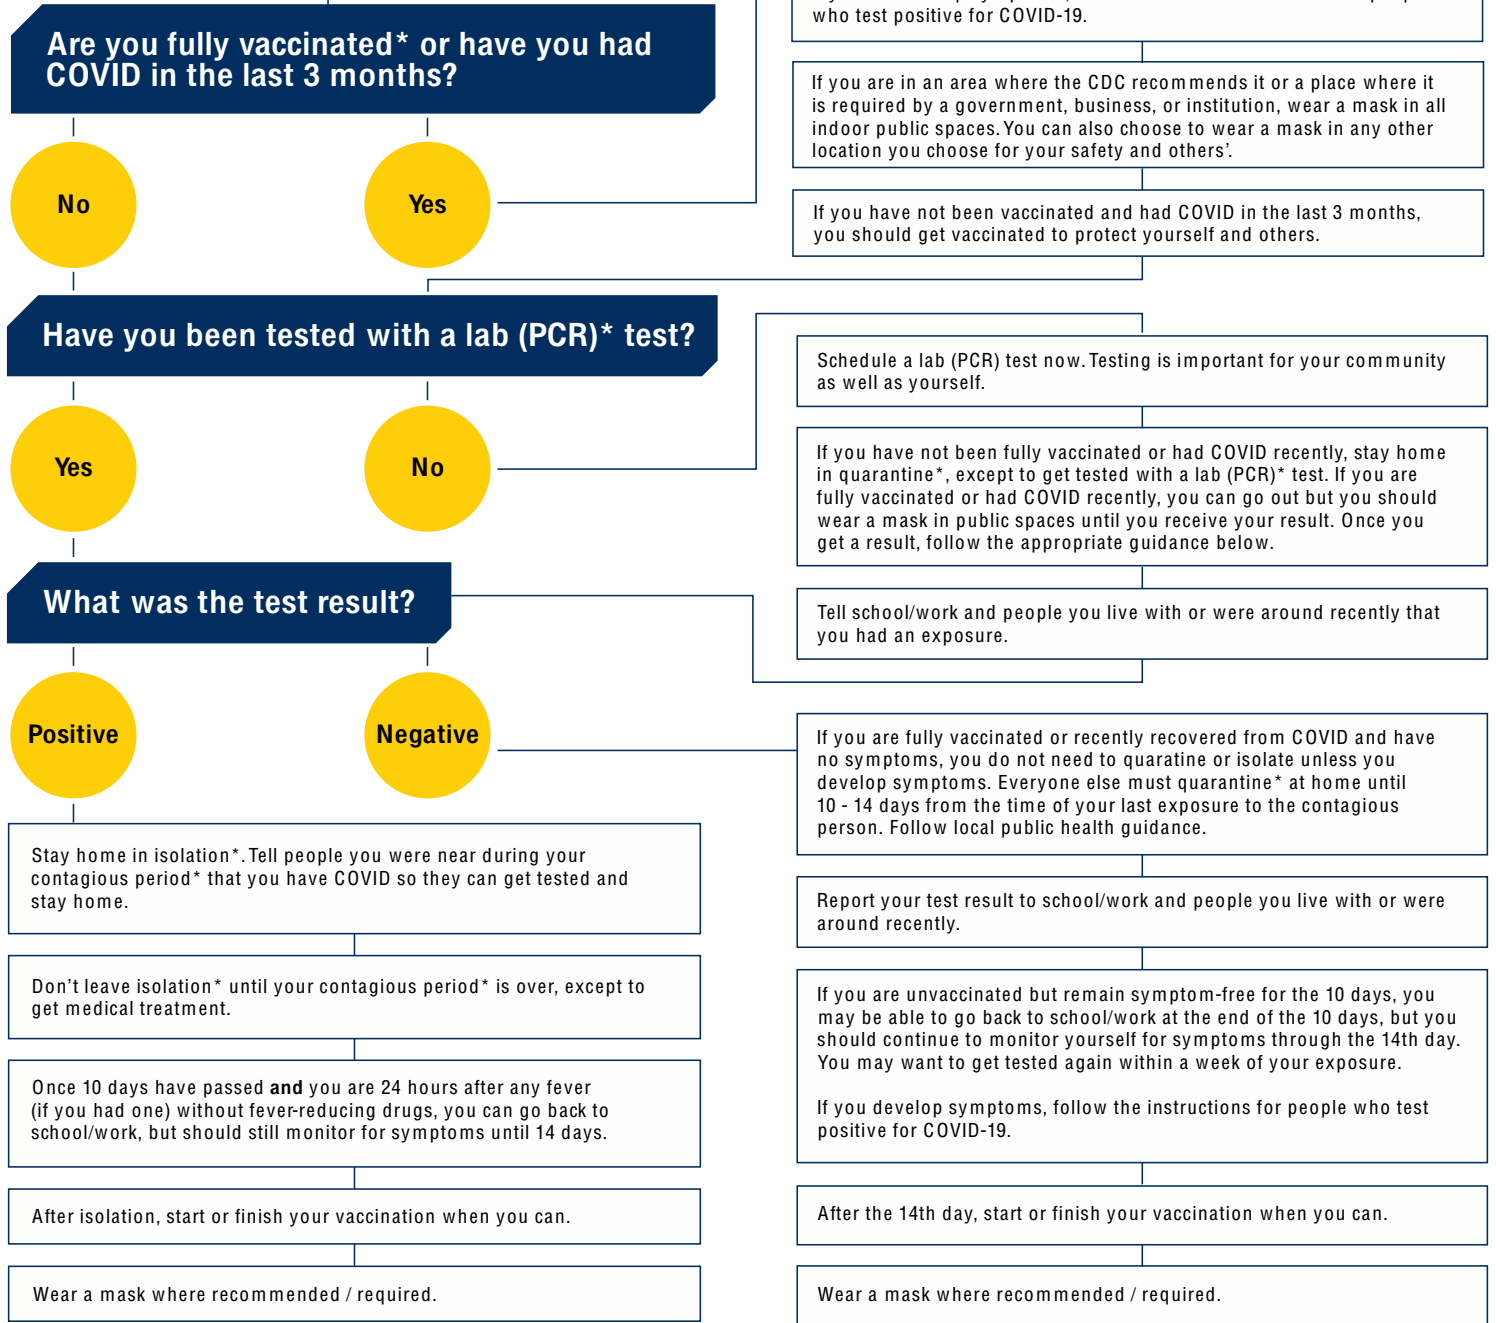 Are you fully vaccinated* or have you had
COVID in the last 3 months?
No
Yes
who test positive for COVID-19.
If you are in an area where the CDC recommends it or a place where it
is required by a government, business, or institution, wear a mask in all
indoor public spaces. You can also choose to wear a mask in any other
location you choose for your safety and others’.
If you have not been vaccinated and had COVID in the last 3 months,
you should get vaccinated to protect yourself and others.
Have you been tested with a lab (PCR)* test?
Yes
No
Schedule a lab (PCR) test now. Testing is important for your community
as well as yourself.
If you have not been fully vaccinated or had COVID recently, stay home
in quarantine*, except to get tested with a lab (PCR)* test. If you are
fully vaccinated or had COVID recently, you can go out but you should
wear a mask in public spaces until you receive your result. Once you
get a result, follow the appropriate guidance below.
Tell school/work and people you live with or were around recently that
you had an exposure.
What was the test result?
Positive
Negative
Stay home in isolation*. Tell people you were near during your
contagious period* that you have COVID so they can get tested and
stay home.
Don’t leave isolation* until your contagious period* is over, except to
get medical treatment.
Once 10 days have passed and you are 24 hours after any fever
(if you had one) without fever-reducing drugs, you can go back to
school/work, but should still monitor for symptoms until 14 days.
After isolation, start or finish your vaccination when you can.
Wear a mask where recommended / required.
If you are fully vaccinated or recently recovered from COVID and have
no symptoms, you do not need to quaratine or isolate unless you
develop symptoms. Everyone else must quarantine* at home until
10 - 14 days from the time of your last exposure to the contagious
person. Follow local public health guidance.
Report your test result to school/work and people you live with or were
around recently.
If you are unvaccinated but remain symptom-free for the 10 days, you
may be able to go back to school/work at the end of the 10 days, but you
should continue to monitor yourself for symptoms through the 14th day.
You may want to get tested again within a week of your exposure.
If you develop symptoms, follow the instructions for people who test
positive for COVID-19.
After the 14th day, start or finish your vaccination when you can.
Wear a mask where recommended / required.